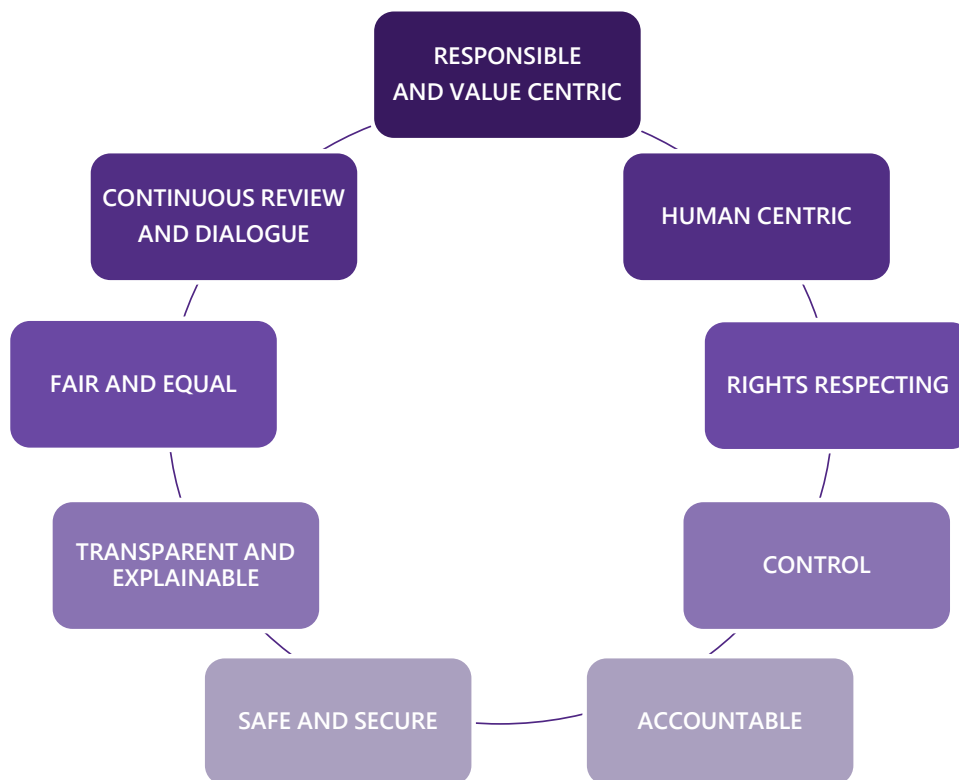 RESPONSIBLE
AND VALUE CENTRIC
HUMAN CENTRIC
RIGHTS RESPECTING
CONTROL
ACCOUNTABLE
SAFE AND SECURE
TRANSPARENT AND
EXPLAINABLE
FAIR AND EQUAL
CONTINUOUS REVIEW
AND DIALOGUE